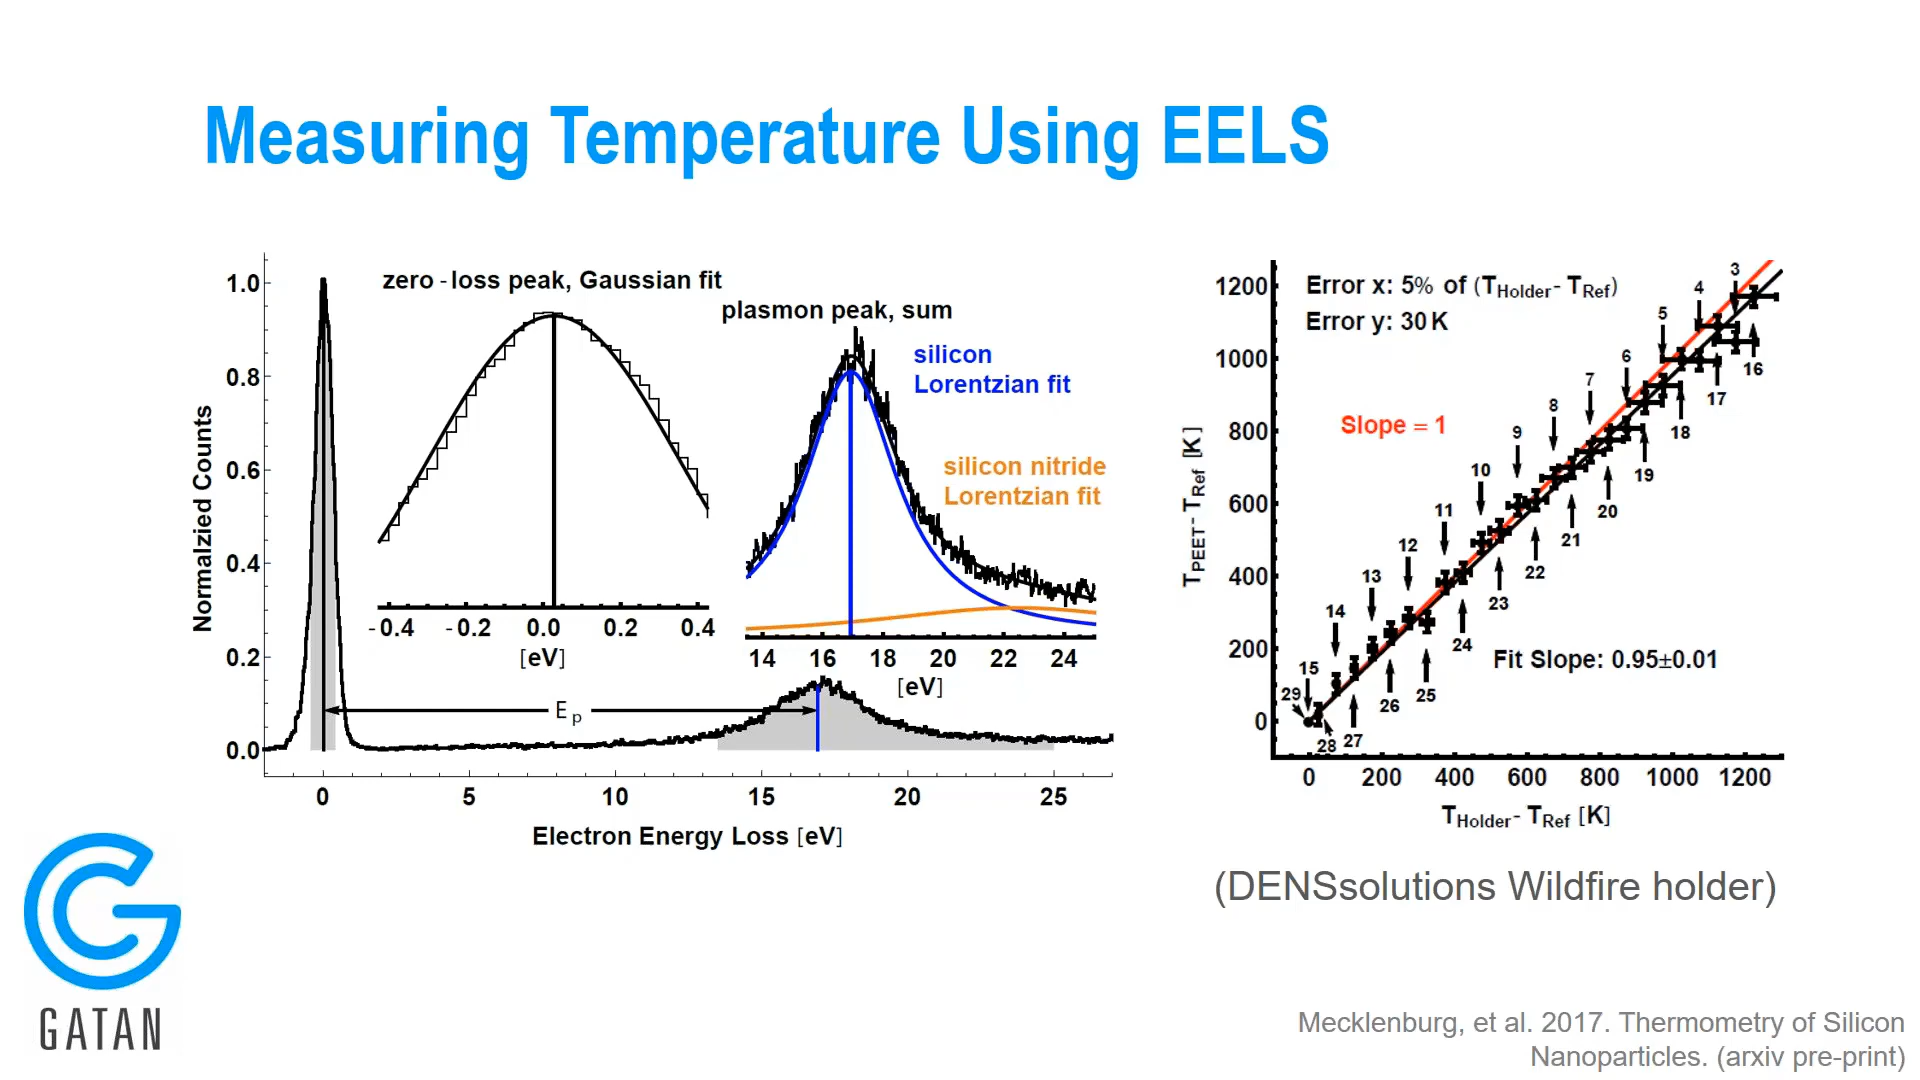 Measuring Temperature Using EELS
zero-loss peak, Gaussian fit
plasmon peak, sum
silicon
Lorentzian fit
silicon nitride
Lorentzian fit
Normalzied Counts
1.0
0.8
0.6
0.4
0.2
0.0
-0.4 -0.2 0.0 0.2 0.4
[eV]
14 16 18 20 22 24
[eV]
E p
0 5 10 15 20 25
Electron Energy Loss [eV]
Error x: 5% of (THolder- TRef)
Error y: 30 K
Slope = 1
Fit Slope: 0.95±0.01
TPEET- TRef [K]
1200
1000
800
600
400
200
0
3
4
5
6
7
8
9
10
11
12
13
14
15
29
16
17
18
19
20
21
22
23
24
25
26
27
28
0 200 400 600 800 1000 1200
THolder- TRef [K]
(DENSsolutions Wildfire holder)
GATAN
Mecklenburg, et al. 2017. Thermometry of Silicon
Nanoparticles. (arxiv pre-print)